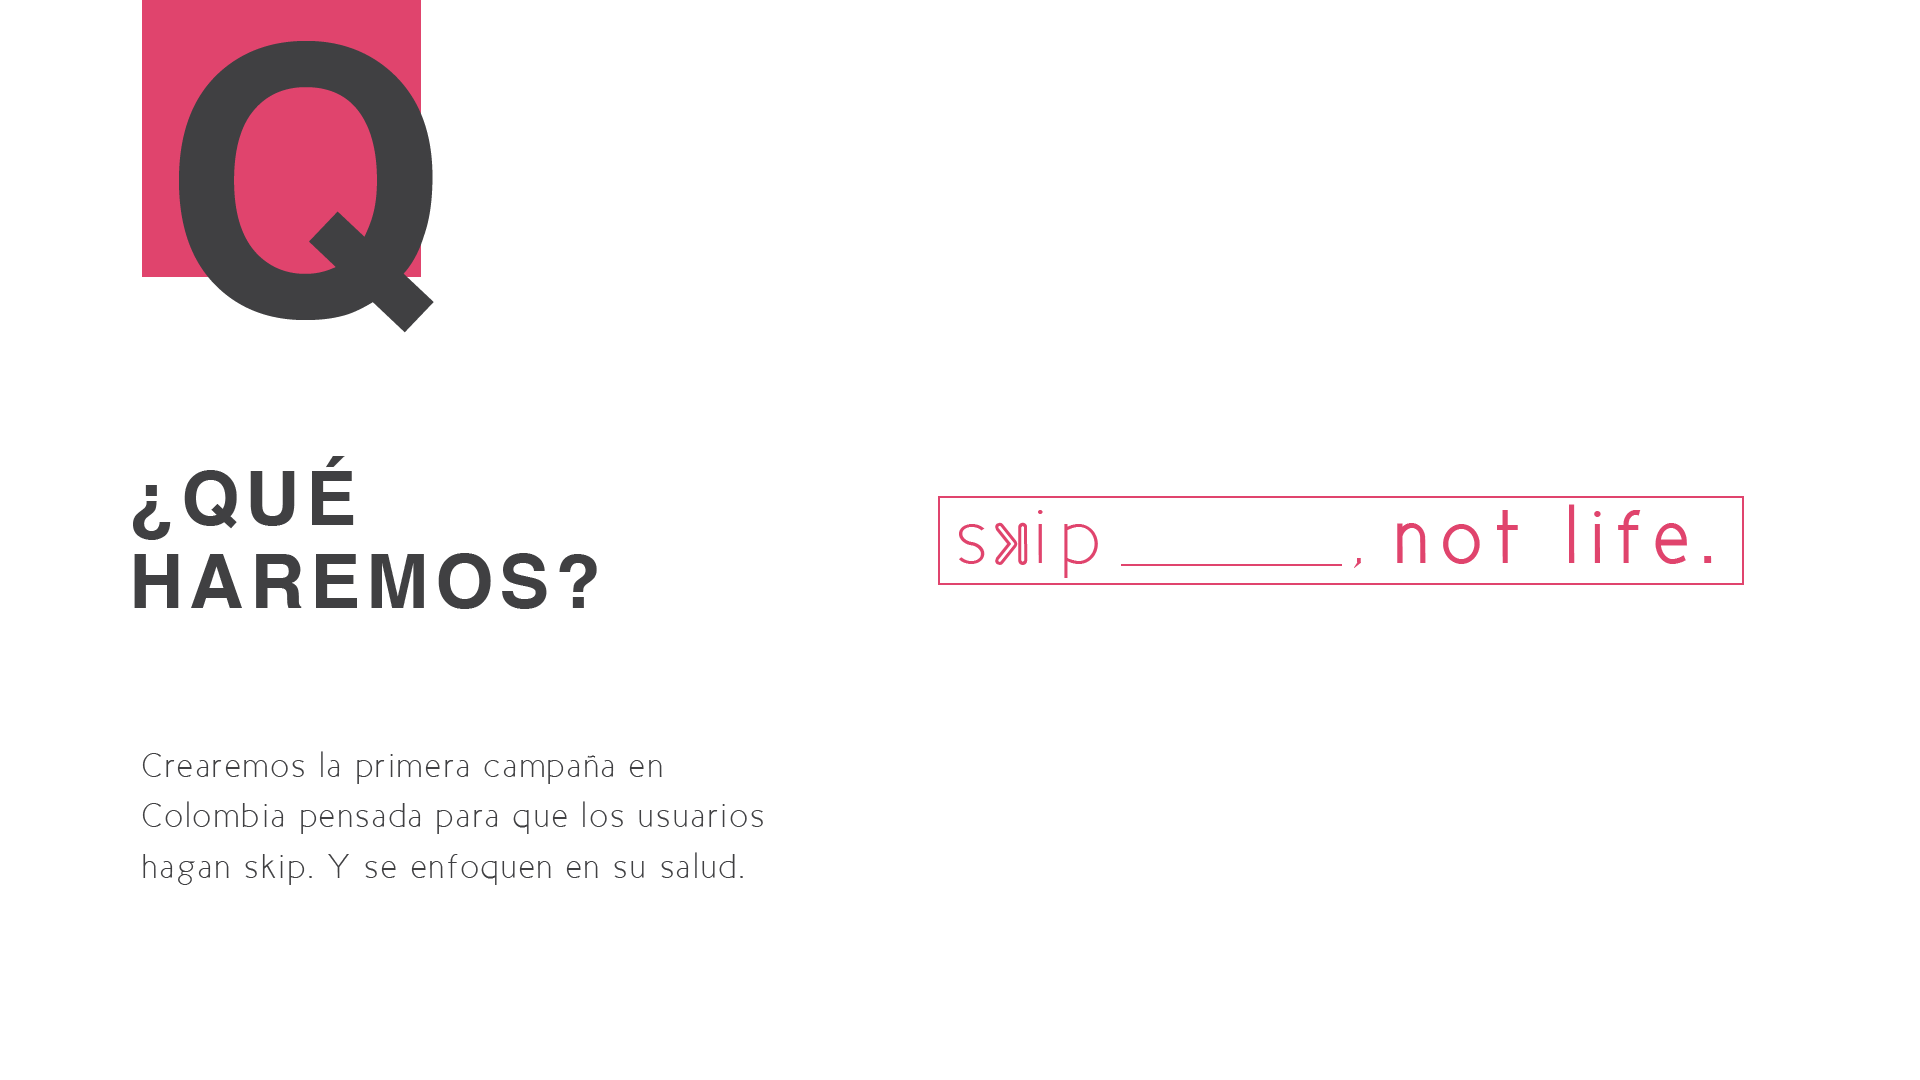 Q
¿QUÉ
HAREMOS?
skip __________, not life.
Crearemos la primera campaña en
Colombia pensada para que los usuarios
hagan skip. Y se enfoquen en su salud.